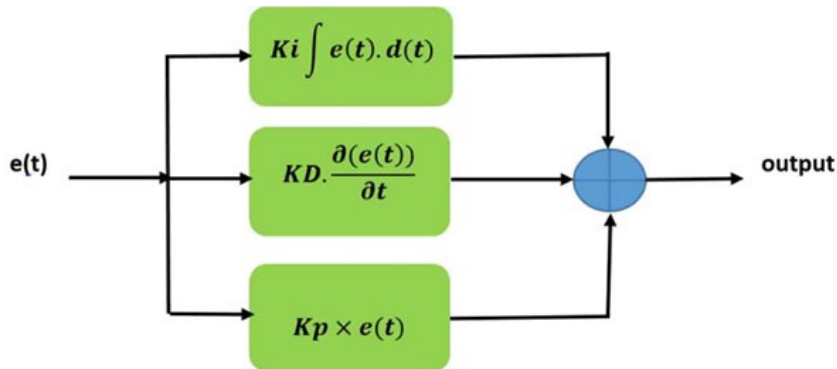 Ki ∫ e(t).d(t)
e(t)
KD. ∂(e(t))/∂t
output
Kp × e(t)